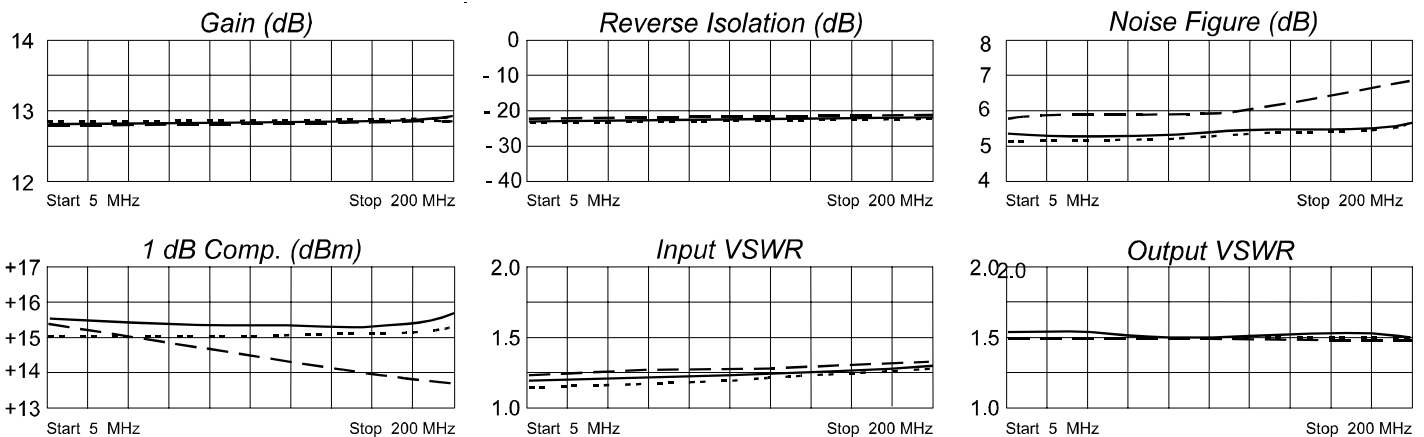 Gain (dB)
14
13
12
Start 5 MHz
Stop 200 MHz
Reverse Isolation (dB)
0
- 10
- 20
- 30
- 40
Start 5 MHz
Stop 200 MHz
Noise Figure (dB)
8
7
6
5
4
Start 5 MHz
Stop 200 MHz
1 dB Comp. (dBm)
+17
+16
+15
+14
+13
Start 5 MHz
Stop 200 MHz
Input VSWR
2.0
1.5
1.0
Start 5 MHz
Stop 200 MHz
Output VSWR
2.0
2.0
1.5
1.0
Start 5 MHz
Stop 200 MHz